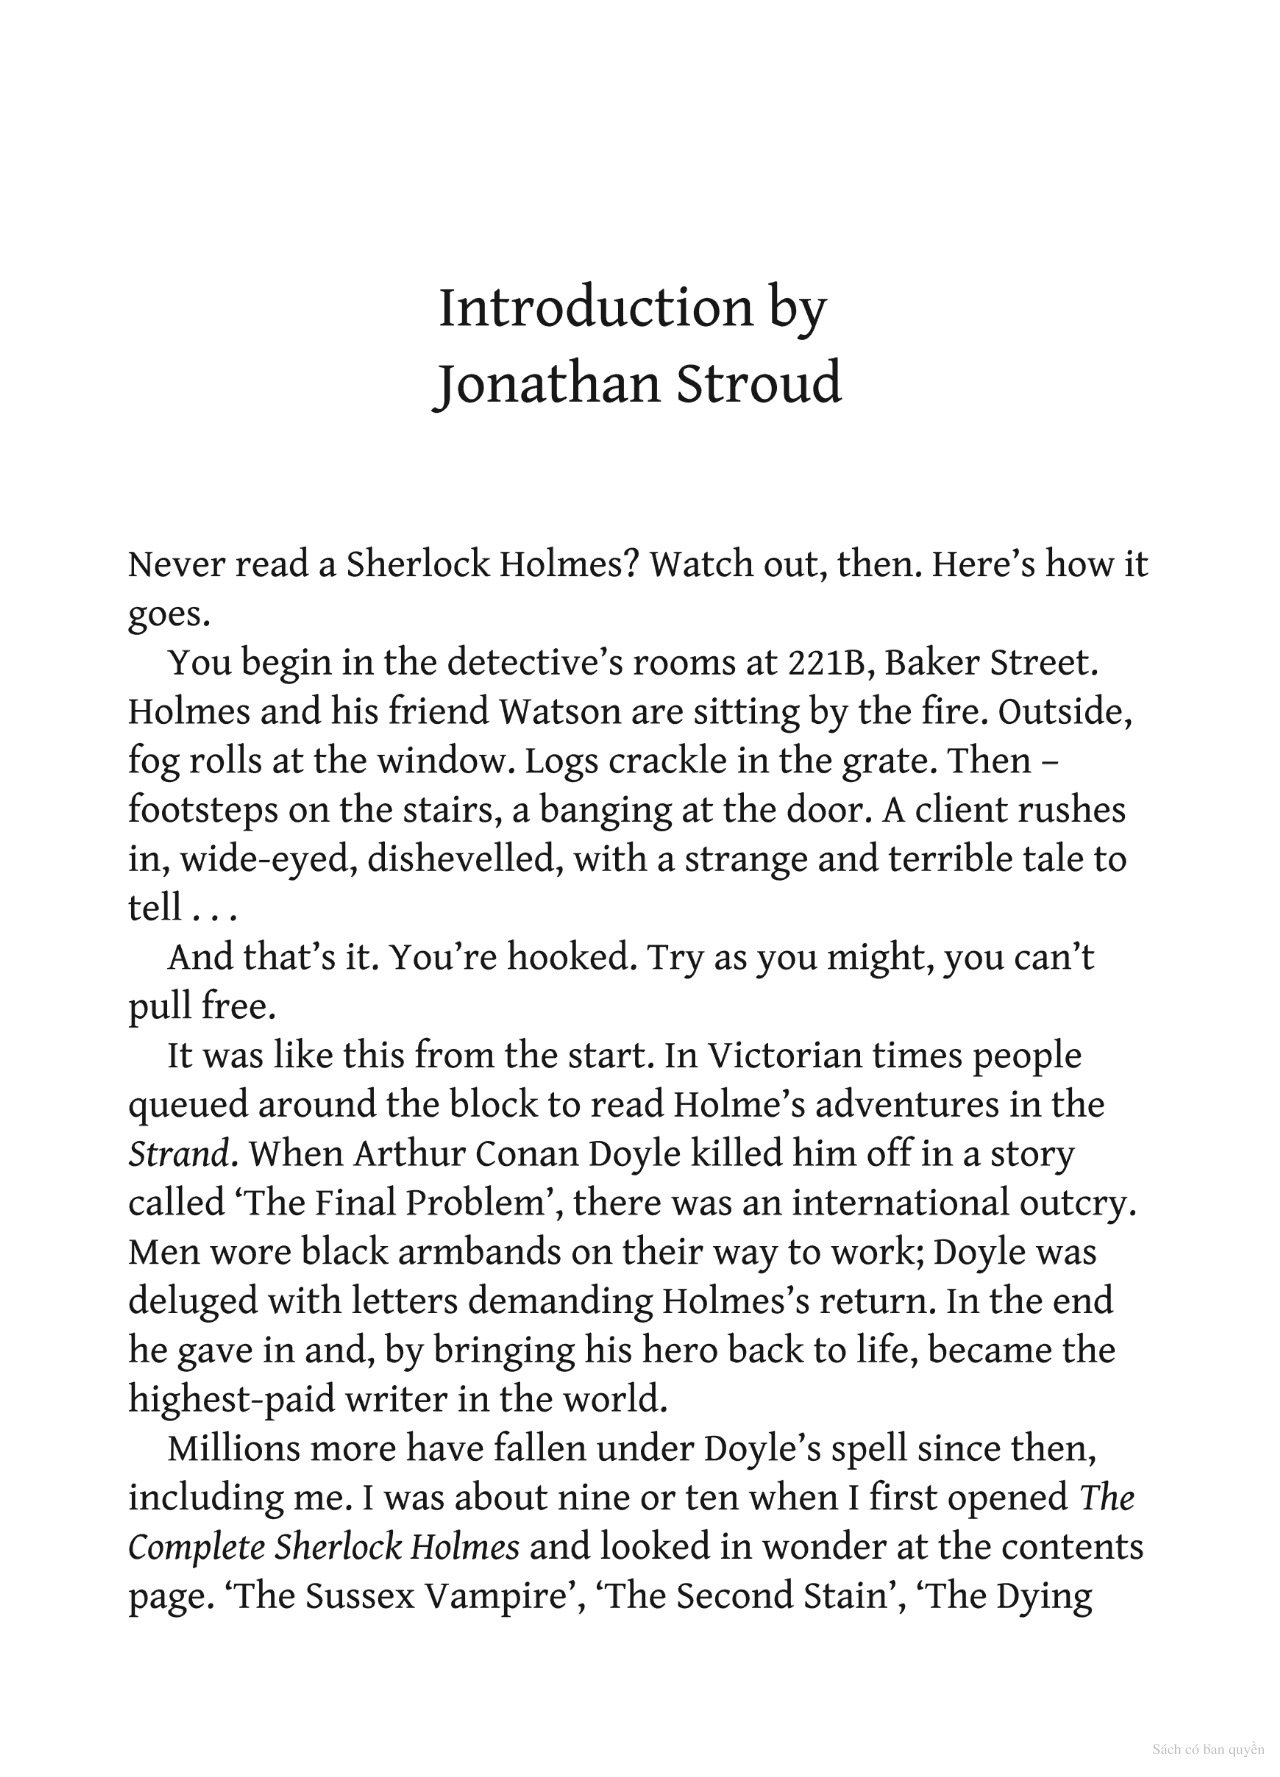 Introduction by
Jonathan Stroud
Never read a Sherlock Holmes? Watch out, then. Here’s how it
goes.
You begin in the detective’s rooms at 221B, Baker Street.
Holmes and his friend Watson are sitting by the fire. Outside,
fog rolls at the window. Logs crackle in the grate. Then –
footsteps on the stairs, a banging at the door. A client rushes
in, wide-eyed, dishevelled, with a strange and terrible tale to
tell . . .
And that’s it. You’re hooked. Try as you might, you can’t
pull free.
It was like this from the start. In Victorian times people
queued around the block to read Holme’s adventures in the
Strand. When Arthur Conan Doyle killed him off in a story
called ‘The Final Problem’, there was an international outcry.
Men wore black armbands on their way to work; Doyle was
deluged with letters demanding Holmes’s return. In the end
he gave in and, by bringing his hero back to life, became the
highest-paid writer in the world.
Millions more have fallen under Doyle’s spell since then,
including me. I was about nine or ten when I first opened The
Complete Sherlock Holmes and looked in wonder at the contents
page. ‘The Sussex Vampire’, ‘The Second Stain’, ‘The Dying
Sách có bản quyền